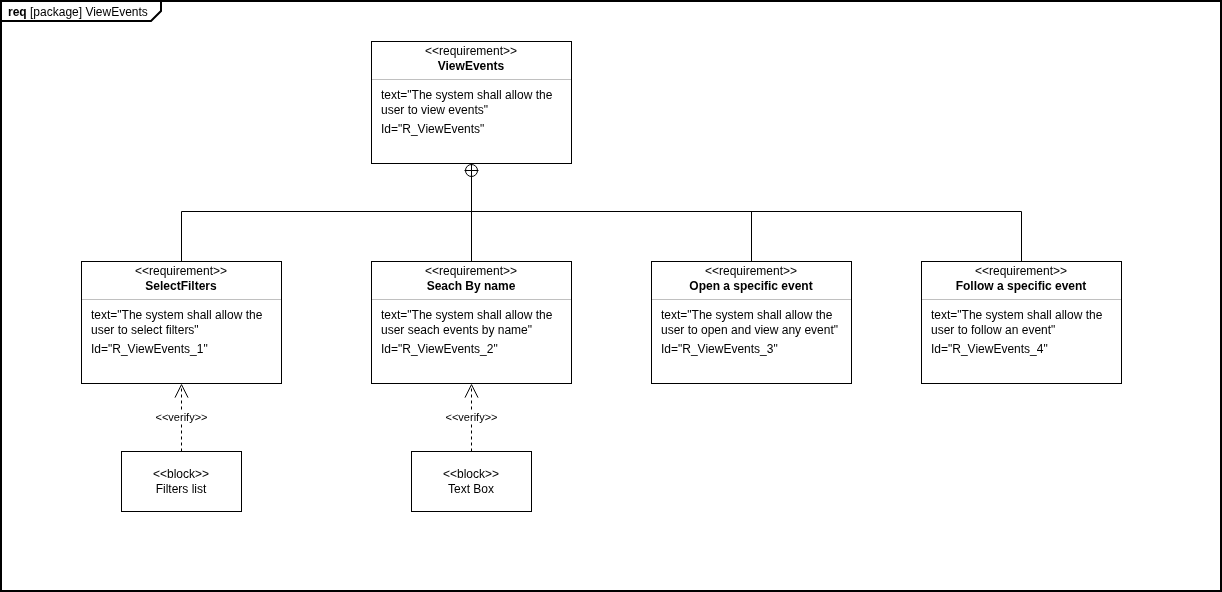 req [package] ViewEvents
<<requirement>>
ViewEvents
text="The system shall allow the
user to view events"
Id="R_ViewEvents"
<<requirement>>
SelectFilters
text="The system shall allow the
user to select filters"
Id="R_ViewEvents_1"
<<requirement>>
Seach By name
text="The system shall allow the
user seach events by name"
Id="R_ViewEvents_2"
<<requirement>>
Open a specific event
text="The system shall allow the
user to open and view any event"
Id="R_ViewEvents_3"
<<requirement>>
Follow a specific event
text="The system shall allow the
user to follow an event"
Id="R_ViewEvents_4"
<<verify>>
<<verify>>
<<block>>
Filters list
<<block>>
Text Box